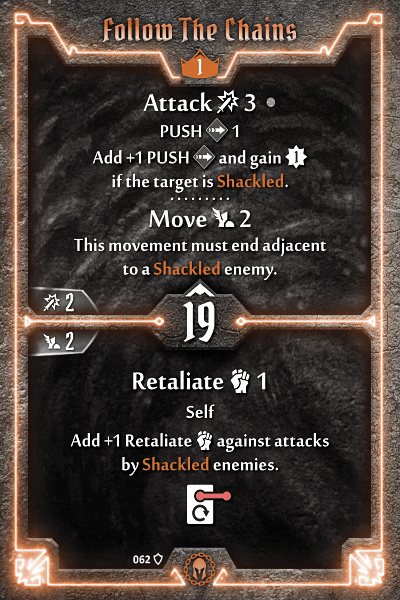 Follow The Chains
1
Attack 3
PUSH 1
Add +1 PUSH and gain 1
if the target is Shackled.
Move 2
This movement must end adjacent
to a Shackled enemy.
2
19
2
Retaliate 1
Self
Add +1 Retaliate against attacks
by Shackled enemies.
062